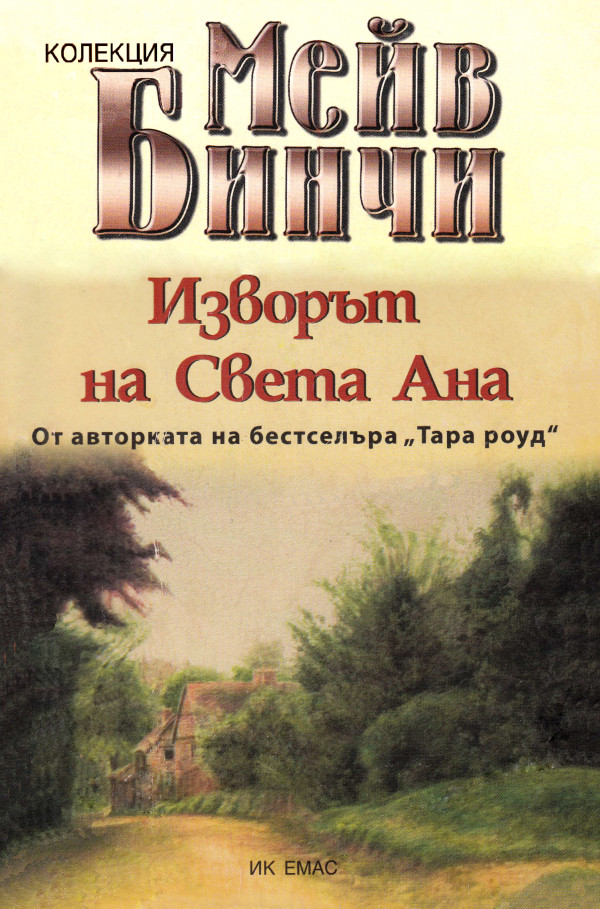 КОЛЕКЦИЯ
Мейв
Бинчи
Изворът
на Света Ана
От авторката на бестселъра „Тара роуд“
ИК ЕМАС